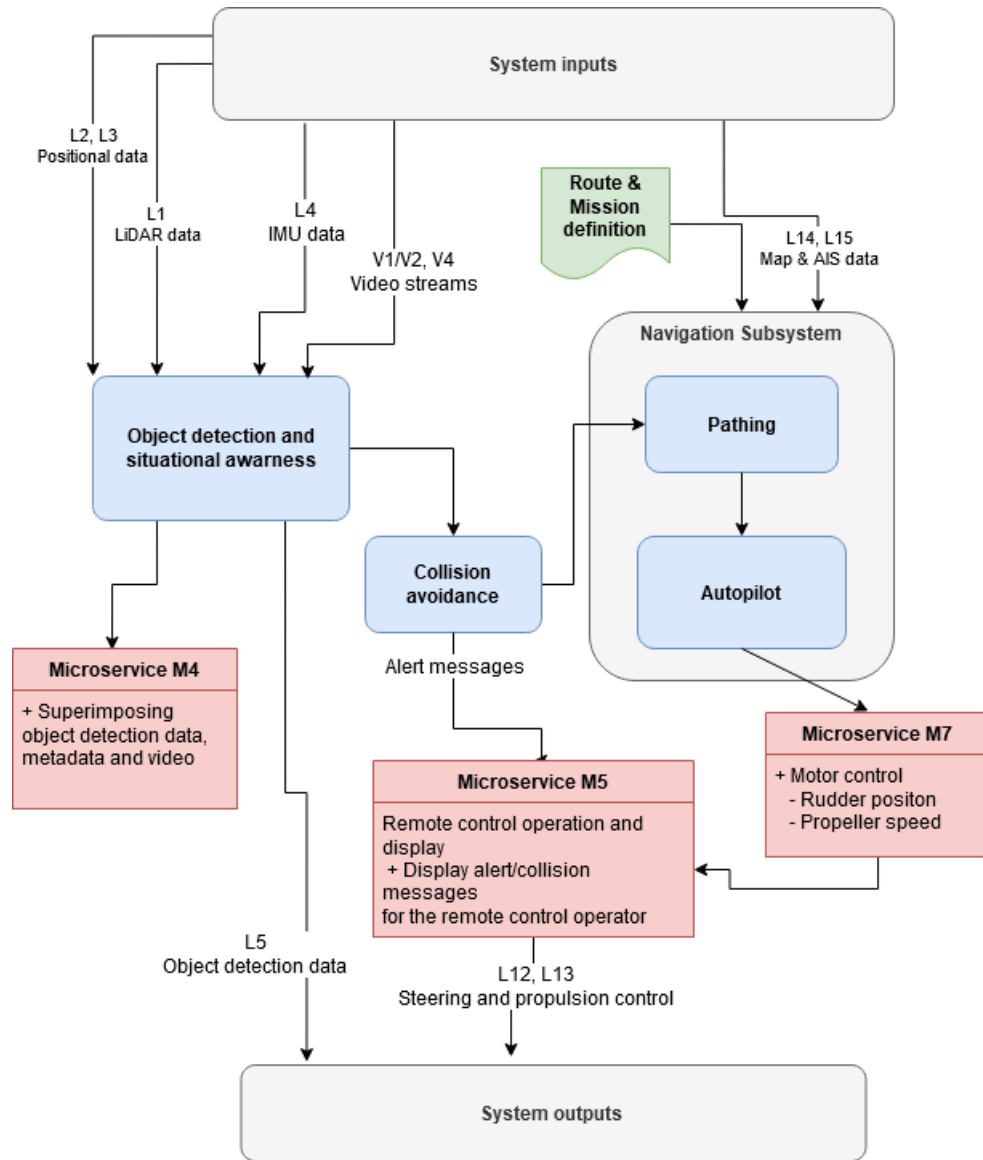 System inputs
L2, L3
Positional data
L1
LiDAR data
L4
IMU data
V1/V2, V4
Video streams
Route &
Mission
definition
L14, L15
Map & AIS data
Navigation Subsystem
Object detection and
situational awarness
Pathing
Collision
avoidance
Autopilot
Alert messages
Microservice M4
+ Superimposing
object detection data,
metadata and video
Microservice M7
+ Motor control
- Rudder positon
- Propeller speed
Microservice M5
Remote control operation and
display
+ Display alert/collision
messages
for the remote control operator
L5
Object detection data
L12, L13
Steering and propulsion control
System outputs